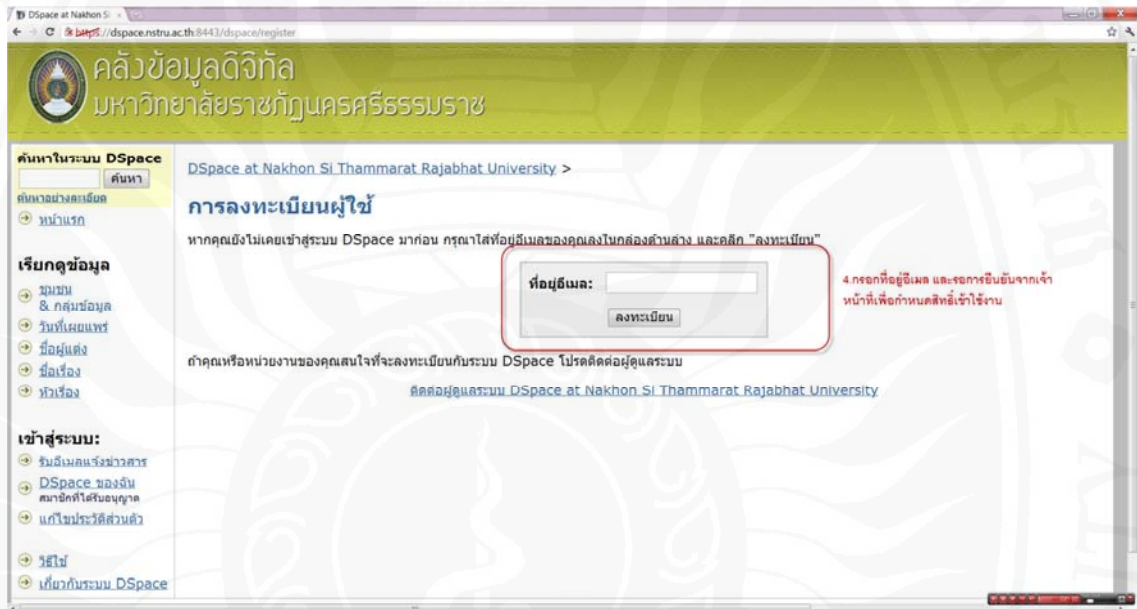 DSpace at Nakhon S
https://dspace.nstru.ac.th:8443/dspace/register
คลังข้อมูลดิจิทัล
มหาวิทยาลัยราชภัฏนครศรีธรรมราช
ค้นหาในระบบ DSpace
ค้นหา
ค้นหาอย่างละเอียด
หน้าแรก
เรียกดูข้อมูล
ชุมชน
& กลุ่มข้อมูล
วันที่เผยแพร่
ชื่อผู้แต่ง
ชื่อเรื่อง
หัวเรื่อง
เข้าสู่ระบบ:
รับอีเมลแจ้งข่าวสาร
DSpace ของฉัน
สมาชิกที่ได้รับอนุญาต
แก้ไขประวัติส่วนตัว
วิธีใช้
เกี่ยวกับระบบ DSpace
DSpace at Nakhon Si Thammarat Rajabhat University >
การลงทะเบียนผู้ใช้
หากคุณยังไม่เคยเข้าสู่ระบบ DSpace มาก่อน กรุณาใส่ที่อยู่อีเมลของคุณลงในกล่องด้านล่าง และคลิก "ลงทะเบียน"
ที่อยู่อีเมล:
ลงทะเบียน
4.กรอกที่อยู่อีเมล และรอการยืนยันจากเจ้า
หน้าที่เพื่อกำหนดสิทธิ์เข้าใช้งาน
ถ้าคุณหรือหน่วยงานของคุณสนใจที่จะลงทะเบียนกับระบบ DSpace โปรดติดต่อผู้ดูแลระบบ
ติดต่อผู้ดูแลระบบ DSpace at Nakhon Si Thammarat Rajabhat University